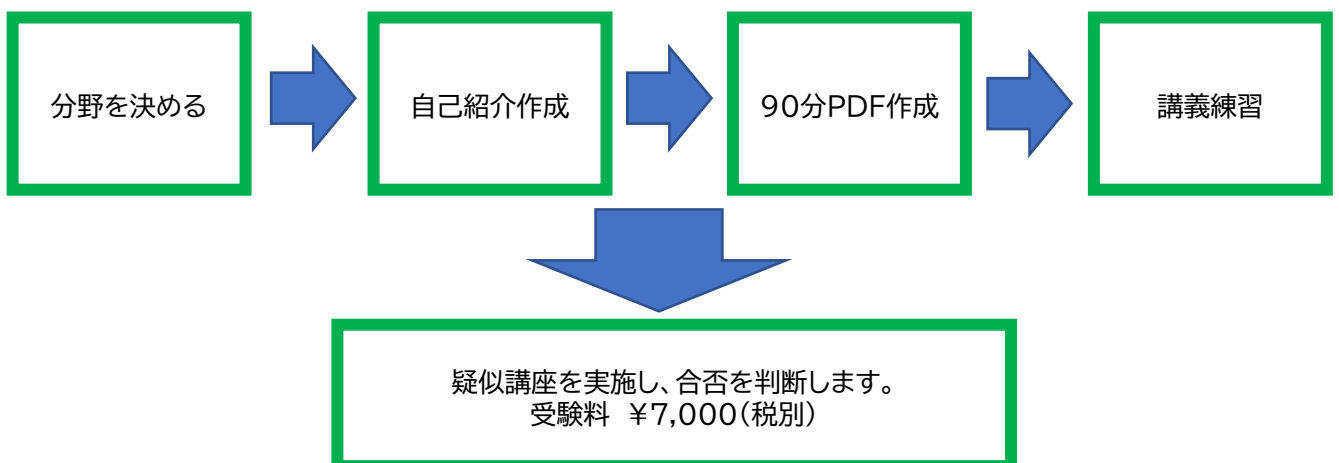 分野を決める
自己紹介作成
90分PDF作成
講義練習
疑似講座を実施し、合否を判断します。
受験料　¥7,000(税別)